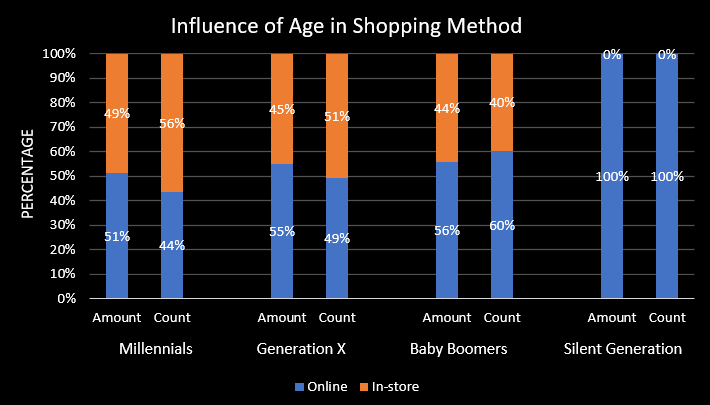 Influence of Age in Shopping Method
PERCENTAGE
100%
90%
80%
70%
60%
50%
40%
30%
20%
10%
0%
49% 56% 45% 51% 44% 40% 0% 0%
51% 44% 55% 49% 56% 60% 100% 100%
Amount Count Amount Count Amount Count Amount Count
Millennials Generation X Baby Boomers Silent Generation
Online In-store